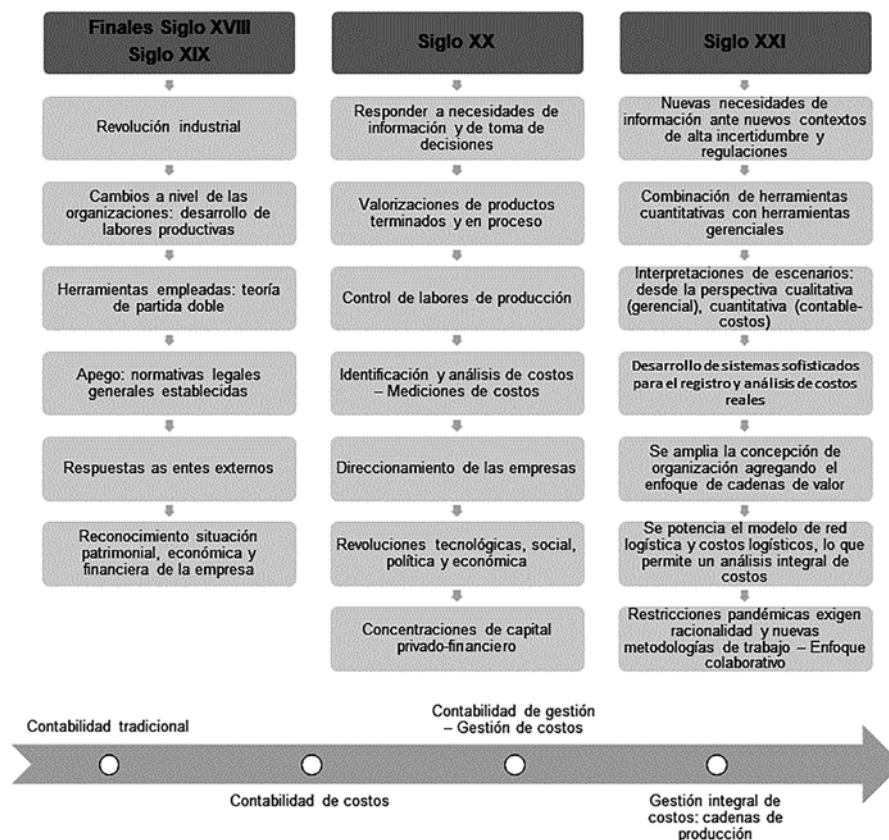 Finales Siglo XVIII
Siglo XIX
Revolución industrial
Cambios a nivel de las
organizaciones: desarrollo de
labores productivas
Herramientas empleadas: teoría
de partida doble
Apego: normativas legales
generales establecidas
Respuestas as entes externos
Reconocimiento situación
patrimonial, económica y
financiera de la empresa
Siglo XX
Responder a necesidades de
información y de toma de
decisiones
Valorizaciones de productos
terminados y en proceso
Control de labores de producción
Identificación y análisis de costos
– Mediciones de costos
Direccionamiento de las empresas
Revoluciones tecnológicas, social,
política y económica
Concentraciones de capital
privado-financiero
Siglo XXI
Nuevas necesidades de
información ante nuevos contextos
de alta incertidumbre y
regulaciones
Combinación de herramientas
cuantitativas con herramientas
gerenciales
Interpretaciones de escenarios:
desde la perspectiva cualitativa
(gerencial), cuantitativa (contable-
costos)
Desarrollo de sistemas sofisticados
para el registro y análisis de costos
reales
Se amplia la concepción de
organización agregando el
enfoque de cadenas de valor
Se potencia el modelo de red
logística y costos logísticos, lo que
permite un análisis integral de
costos
Restricciones pandémicas exigen
racionalidad y nuevas
metodologías de trabajo – Enfoque
colaborativo
Contabilidad tradicional
Contabilidad de costos
Contabilidad de gestión
– Gestión de costos
Gestión integral de
costos: cadenas de
producción